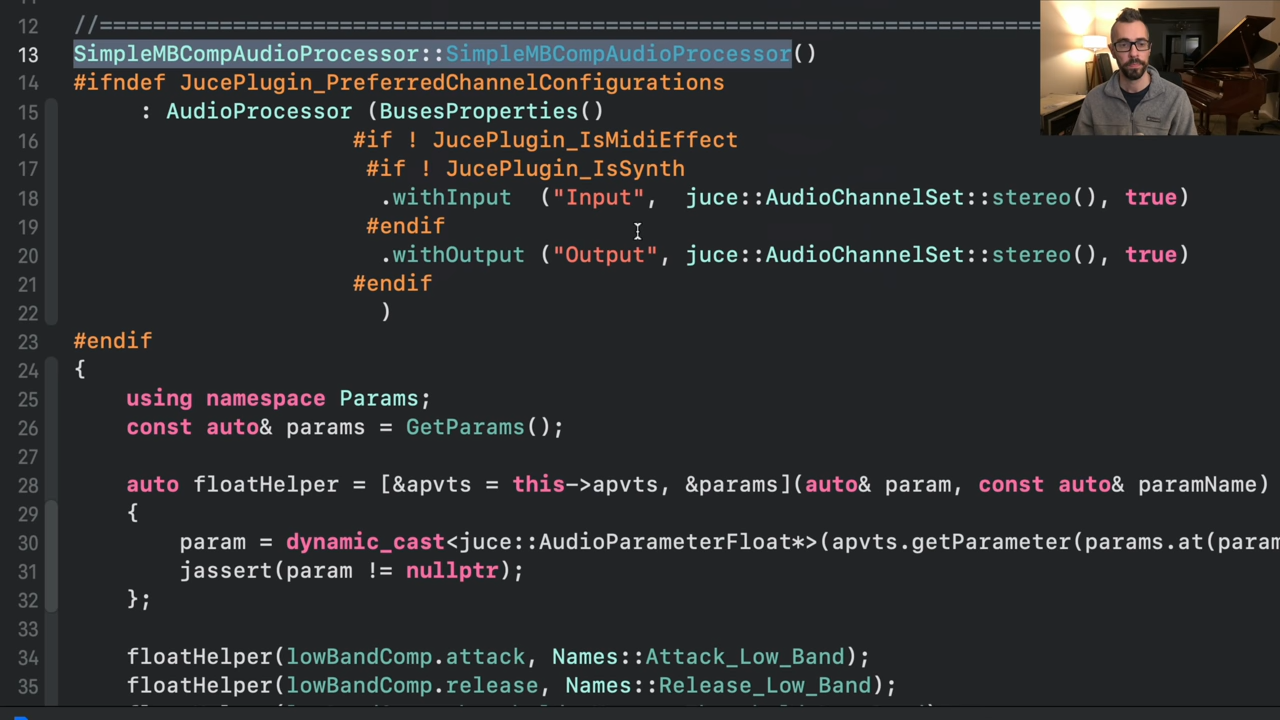 12 //==============================================================================
13 SimpleMBCompAudioProcessor::SimpleMBCompAudioProcessor()
14 #ifndef JucePlugin_PreferredChannelConfigurations
15      : AudioProcessor (BusesProperties()
16                      #if ! JucePlugin_IsMidiEffect
17                       #if ! JucePlugin_IsSynth
18                        .withInput  ("Input",  juce::AudioChannelSet::stereo(), true)
19                       #endif
20                        .withOutput ("Output", juce::AudioChannelSet::stereo(), true)
21                      #endif
22                        )
23 #endif
24 {
25     using namespace Params;
26     const auto& params = GetParams();
27
28     auto floatHelper = [&apvts = this->apvts, &params](auto& param, const auto& paramName)
29     {
30         param = dynamic_cast<juce::AudioParameterFloat*>(apvts.getParameter(params.at(param
31         jassert(param != nullptr);
32     };
33
34     floatHelper(lowBandComp.attack, Names::Attack_Low_Band);
35     floatHelper(lowBandComp.release, Names::Release_Low_Band);